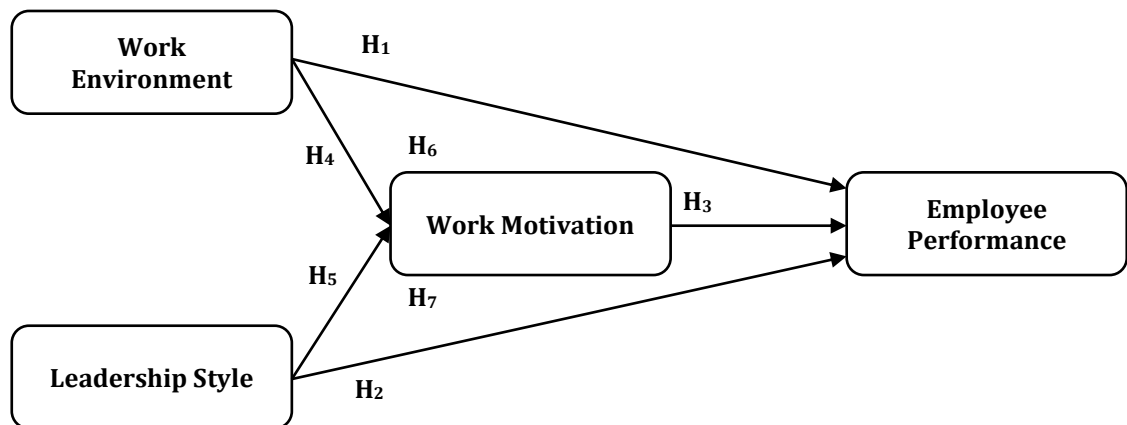 Work
Environment
H₁
H₄
H₆
Work Motivation
H₃
Employee
Performance
H₅
H₇
Leadership Style
H₂